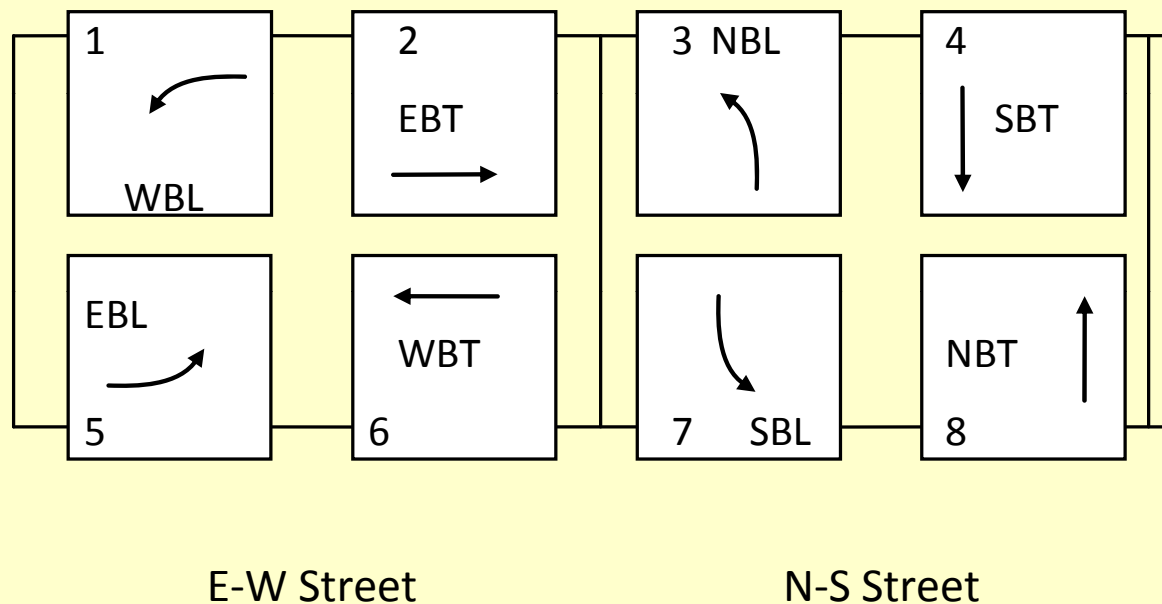 1
WBL
2
EBT
3 NBL
4
SBT
EBL
5
WBT
6
7 SBL
NBT
8
E-W Street
N-S Street